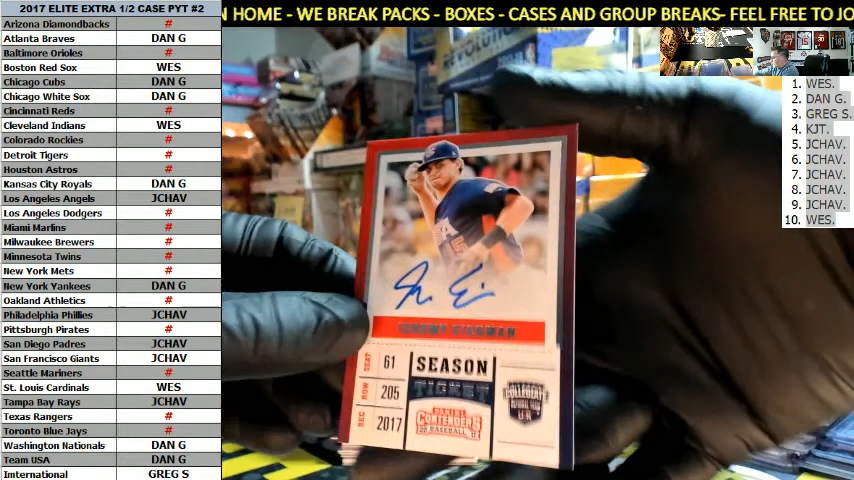 2017 ELITE EXTRA 1/2 CASE PYT #2
Arizona Diamondbacks #
Atlanta Braves DAN G
Baltimore Orioles #
Boston Red Sox WES
Chicago Cubs DAN G
Chicago White Sox DAN G
Cincinnati Reds #
Cleveland Indians WES
Colorado Rockies #
Detroit Tigers #
Houston Astros #
Kansas City Royals DAN G
Los Angeles Angels JCHAV
Los Angeles Dodgers #
Miami Marlins #
Milwaukee Brewers #
Minnesota Twins #
New York Mets #
New York Yankees DAN G
Oakland Athletics #
Philadelphia Phillies JCHAV
Pittsburgh Pirates #
San Diego Padres JCHAV
San Francisco Giants JCHAV
Seattle Mariners #
St. Louis Cardinals WES
Tampa Bay Rays JCHAV
Texas Rangers #
Toronto Blue Jays #
Washington Nationals DAN G
Team USA DAN G
International GREG S
N HOME - WE BREAK PACKS - BOXES - CASES AND GROUP BREAKS- FEEL FREE TO JO
1. WES.
2. DAN G.
3. GREG S.
4. KJT.
5. JCHAV.
6. JCHAV.
7. JCHAV.
8. JCHAV.
9. JCHAV.
10. WES.
SEAT 61
ROW 205
SEC 2017
SEASON
TICKET
PANINI
CONTENDERS
BASEBALL
COLLEGIATE